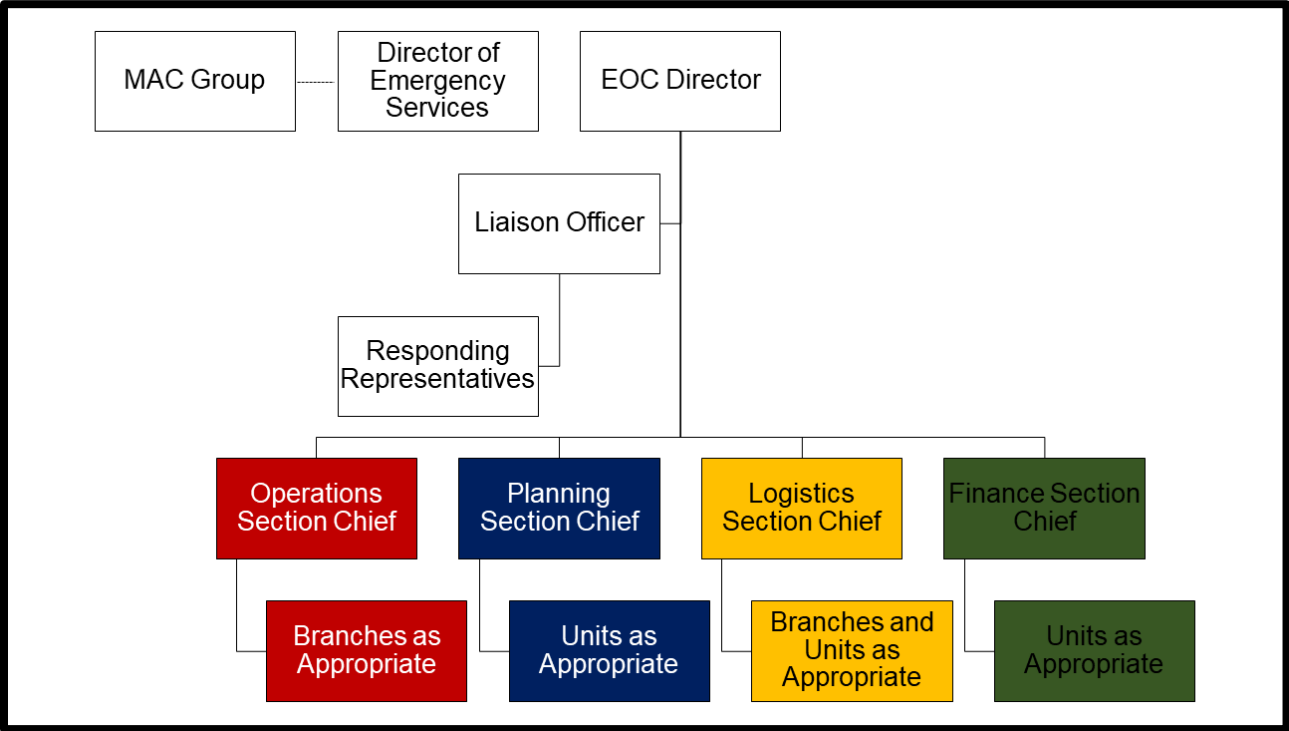 MAC Group
Director of
Emergency
Services
EOC Director
Liaison Officer
Responding
Representatives
Operations
Section Chief
Planning
Section Chief
Logistics
Section Chief
Finance Section
Chief
Branches as
Appropriate
Units as
Appropriate
Branches and
Units as
Appropriate
Units as
Appropriate